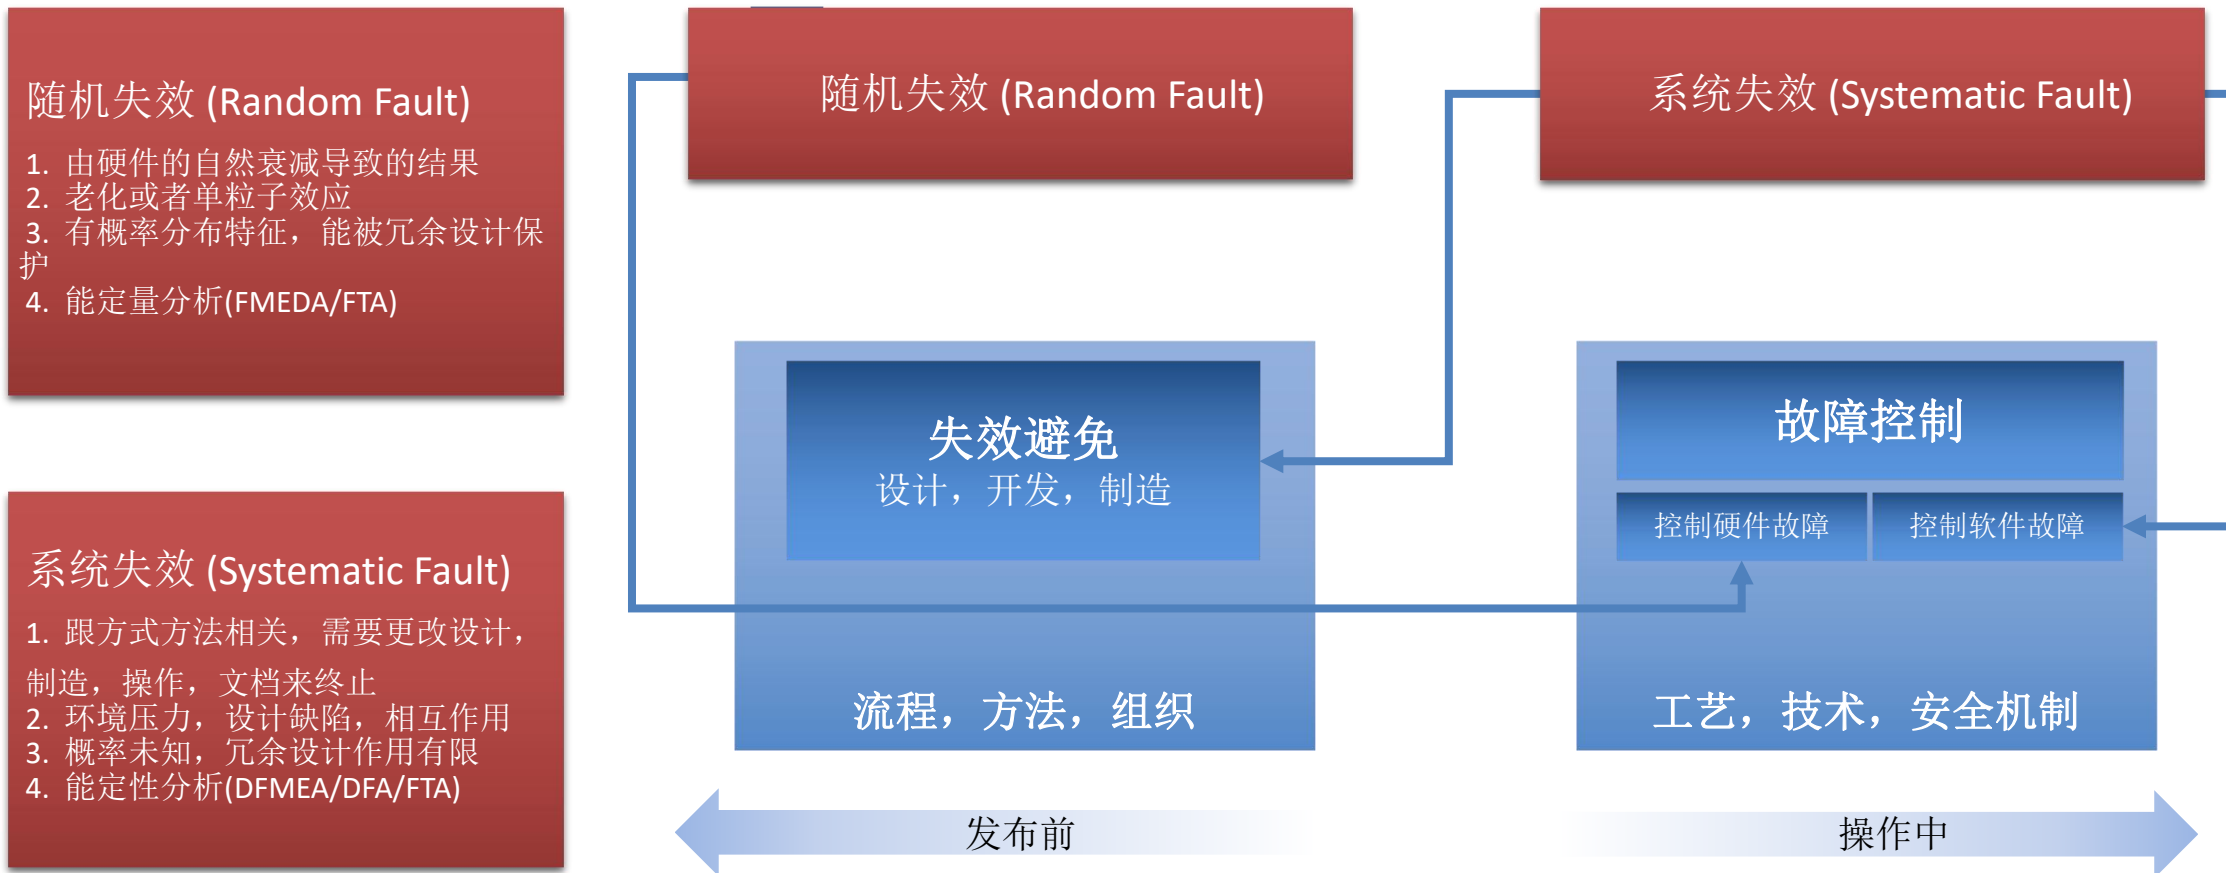 随机失效 (Random Fault)
1. 由硬件的自然衰减导致的结果
2. 老化或者单粒子效应
3. 有概率分布特征，能被冗余设计保
护
4. 能定量分析(FMEDA/FTA)
系统失效 (Systematic Fault)
1. 跟方式方法相关，需要更改设计，
制造，操作，文档来终止
2. 环境压力，设计缺陷，相互作用
3. 概率未知，冗余设计作用有限
4. 能定性分析(DFMEA/DFA/FTA)
随机失效 (Random Fault)
系统失效 (Systematic Fault)
失效避免
设计，开发，制造
流程，方法，组织
故障控制
控制硬件故障
控制软件故障
工艺，技术，安全机制
发布前
操作中